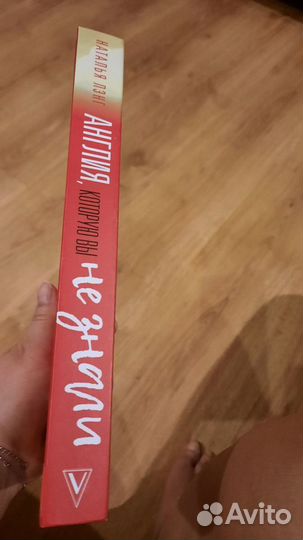 НАТАЛЬЯ ЛЭНГ
АНГЛИЯ, КОТОРУЮ ВЫ не знали
V
Avito